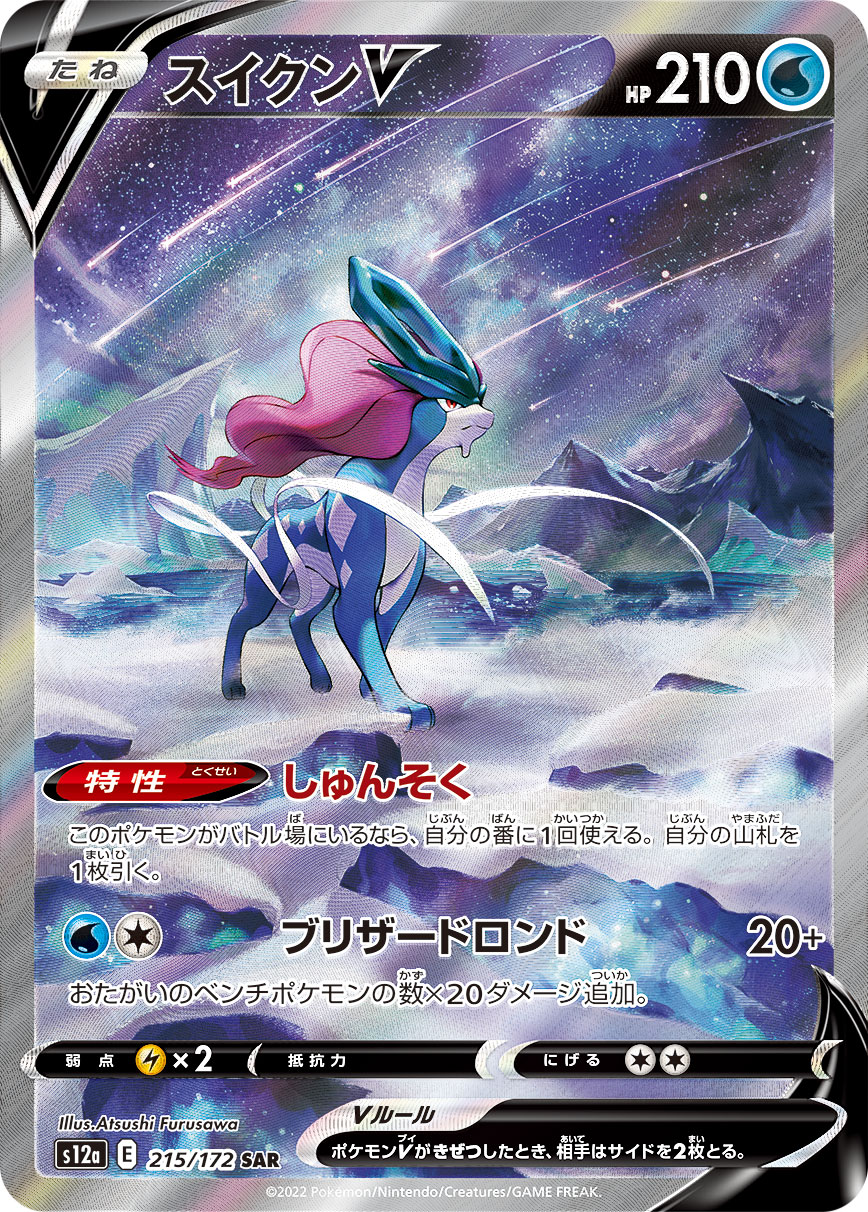 たね スイクンV HP 210
特性 とくせい しゅんそく
このポケモンがバトル場にいるなら、自分の番に1回使える。自分の山札を
1枚引く。
ブリザードロンド 20+
おたがいのベンチポケモンの数×20ダメージ追加。
弱点 ×2 抵抗力 にげる
Illus.Atsushi Furusawa
Vルール
ポケモンVがきぜつしたとき、相手はサイドを2枚とる。
s12a E 215/172 SAR
©2022 Pokémon/Nintendo/Creatures/GAME FREAK.